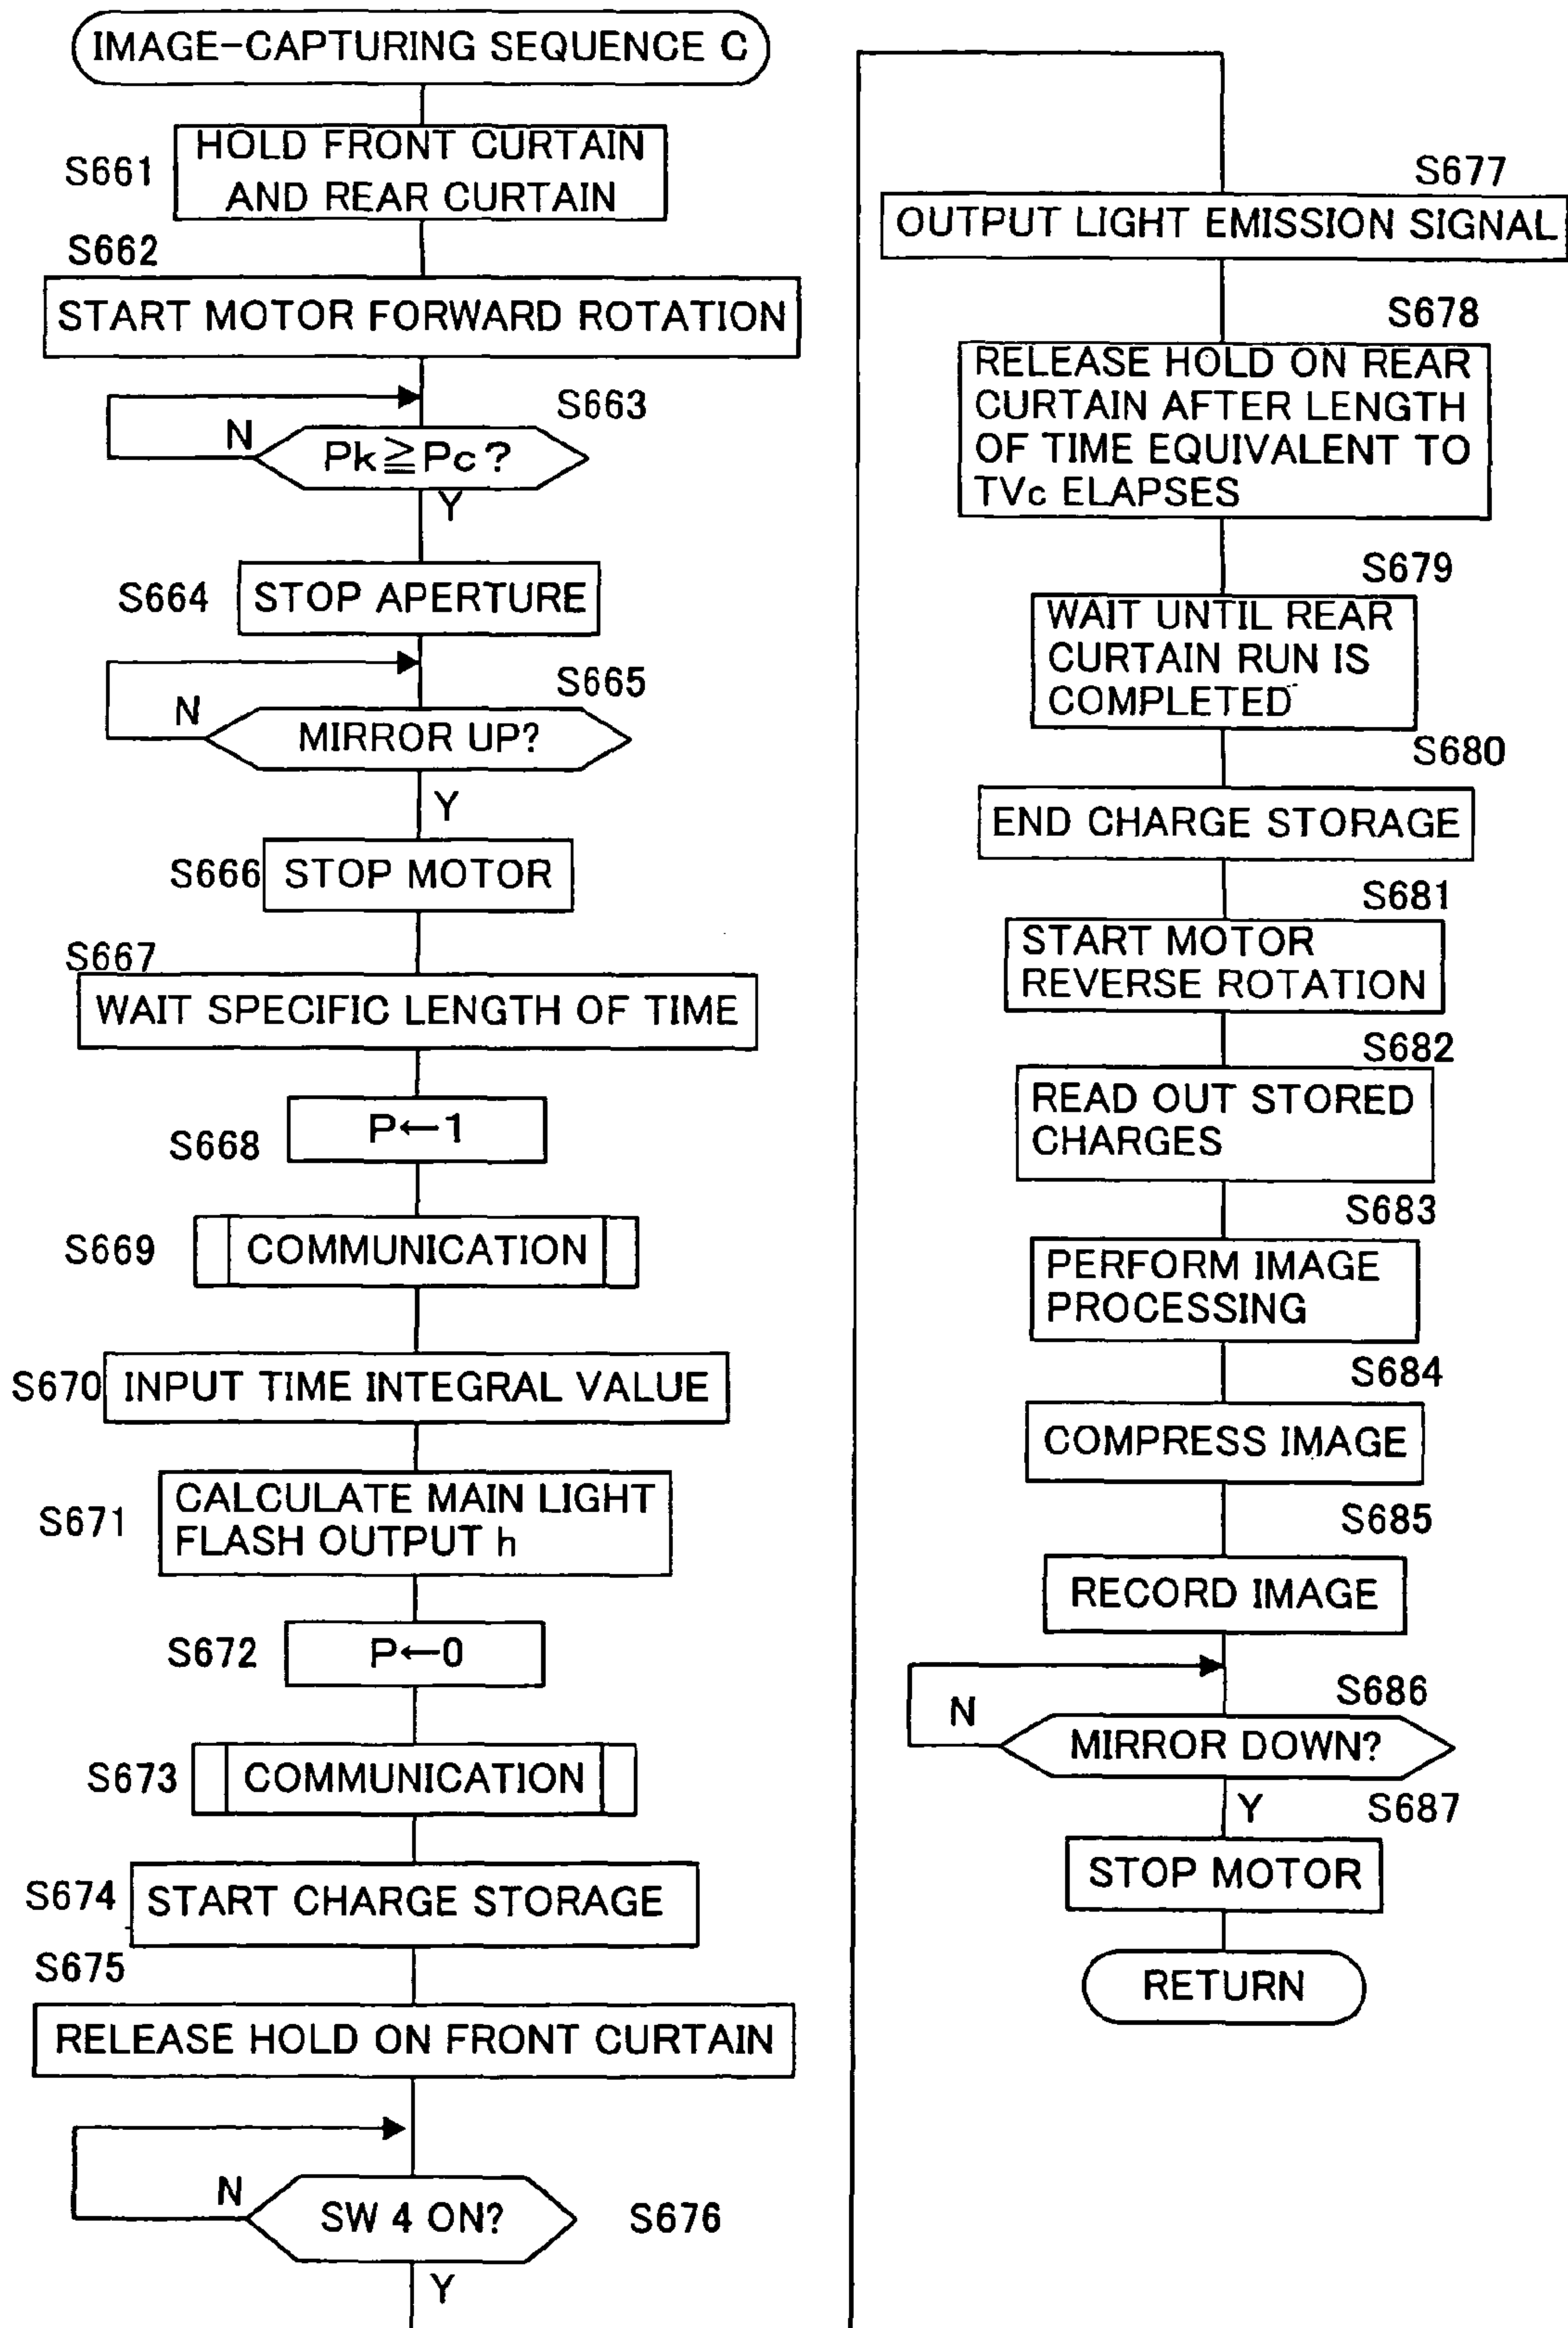 IMAGE-CAPTURING SEQUENCE C
S661
HOLD FRONT CURTAIN
AND REAR CURTAIN
S662
START MOTOR FORWARD ROTATION
S663
N
Pk≧Pc?
Y
S664
STOP APERTURE
S665
N
MIRROR UP?
Y
S666
STOP MOTOR
S667
WAIT SPECIFIC LENGTH OF TIME
S668
P←1
S669
COMMUNICATION
S670
INPUT TIME INTEGRAL VALUE
S671
CALCULATE MAIN LIGHT
FLASH OUTPUT h
S672
P←0
S673
COMMUNICATION
S674
START CHARGE STORAGE
S675
RELEASE HOLD ON FRONT CURTAIN
N
SW 4 ON?
S676
Y
S677
OUTPUT LIGHT EMISSION SIGNAL
S678
RELEASE HOLD ON REAR
CURTAIN AFTER LENGTH
OF TIME EQUIVALENT TO
TVc ELAPSES
S679
WAIT UNTIL REAR
CURTAIN RUN IS
COMPLETED
S680
END CHARGE STORAGE
S681
START MOTOR
REVERSE ROTATION
S682
READ OUT STORED
CHARGES
S683
PERFORM IMAGE
PROCESSING
S684
COMPRESS IMAGE
S685
RECORD IMAGE
S686
N
MIRROR DOWN?
Y
S687
STOP MOTOR
RETURN